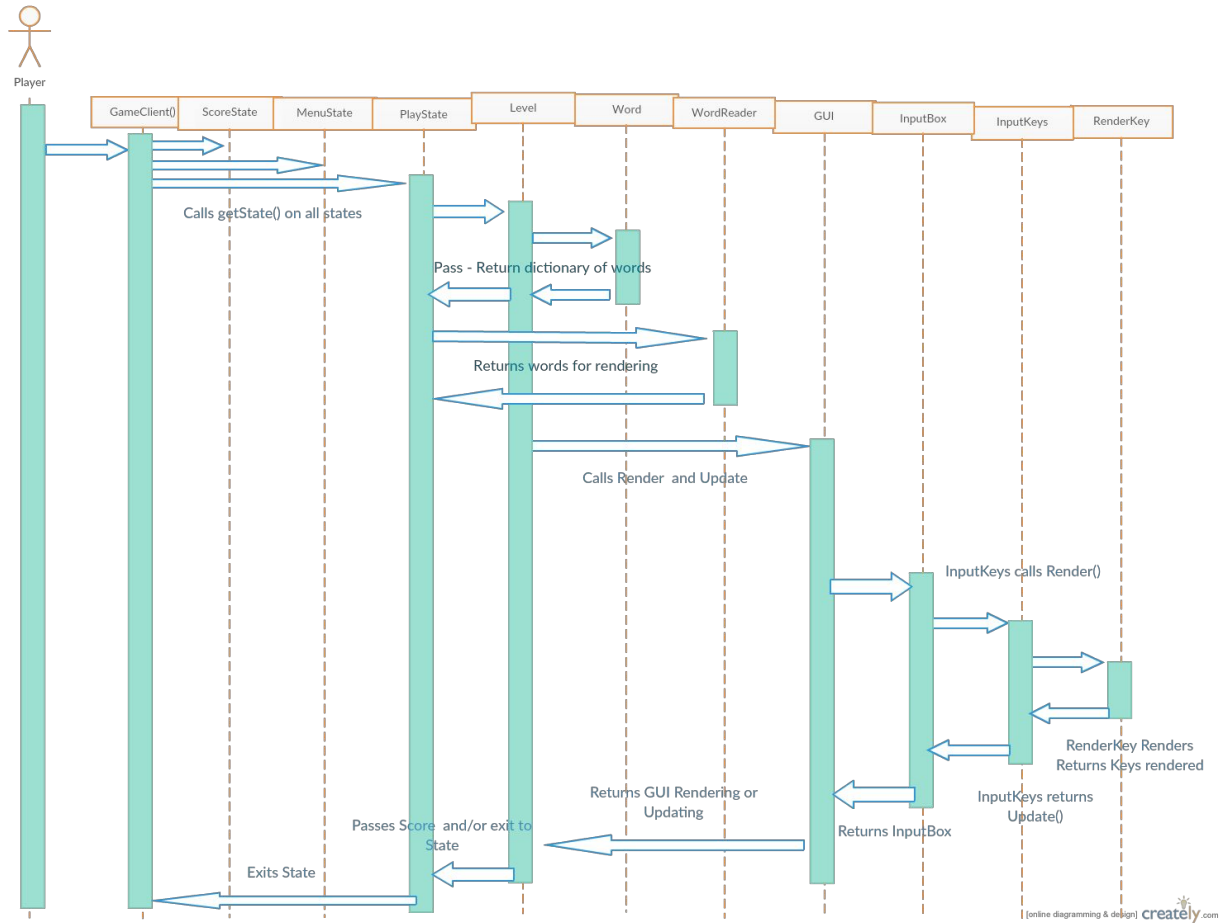 Player
GameClient()
ScoreState
MenuState
PlayState
Level
Word
WordReader
GUI
InputBox
InputKeys
RenderKey
Calls getState() on all states
Pass - Return dictionary of words
Returns words for rendering
Calls Render and Update
InputKeys calls Render()
RenderKey Renders
Returns Keys rendered
InputKeys returns
Update()
Returns InputBox
Returns GUI Rendering or
Updating
Passes Score and/or exit to
State
Exits State
[online diagramming & design] creately.com